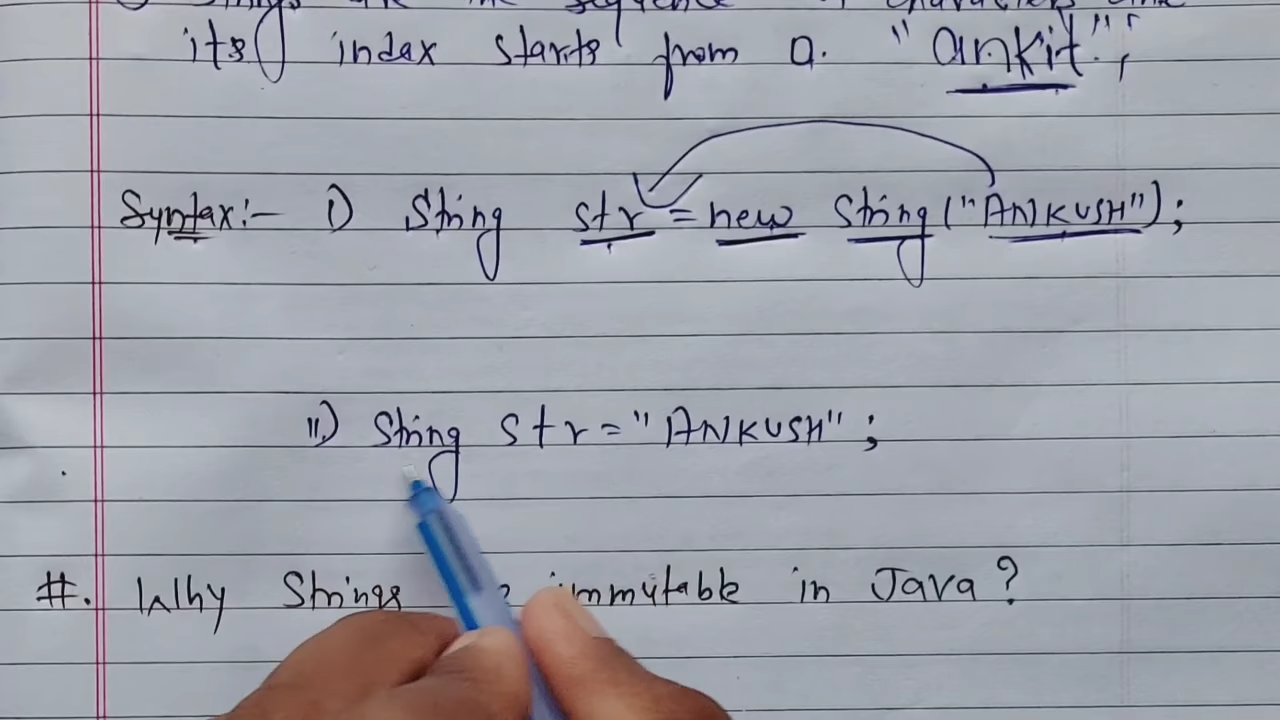 its index starts from 0. "ankit";
Syntax:- i) String str = new String("ANKUSH");
ii) String str = "ANKUSH";
#. Why Strings immutable in Java?